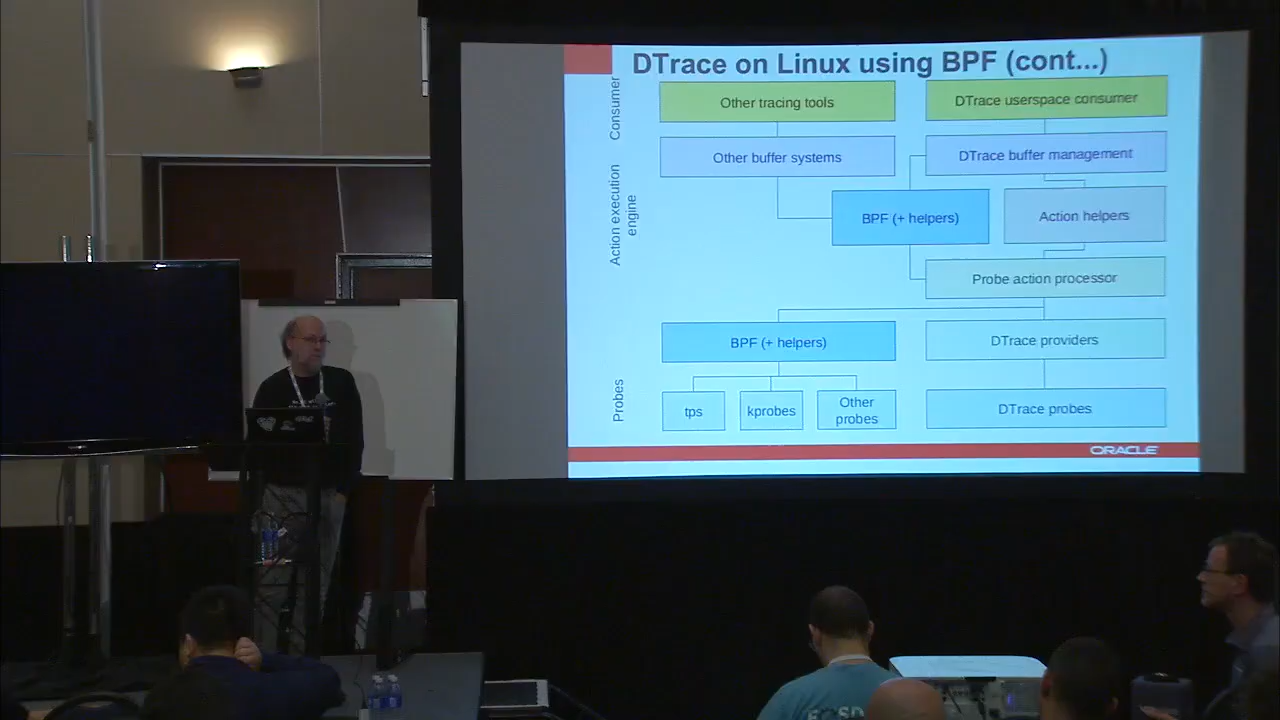 DTrace on Linux using BPF (cont...)
Consumer
Other tracing tools
DTrace userspace consumer
Other buffer systems
DTrace buffer management
Action execution
engine
BPF (+ helpers)
Action helpers
Probe action processor
BPF (+ helpers)
DTrace providers
Probes
tps
kprobes
Other
probes
DTrace probes
ORACLE